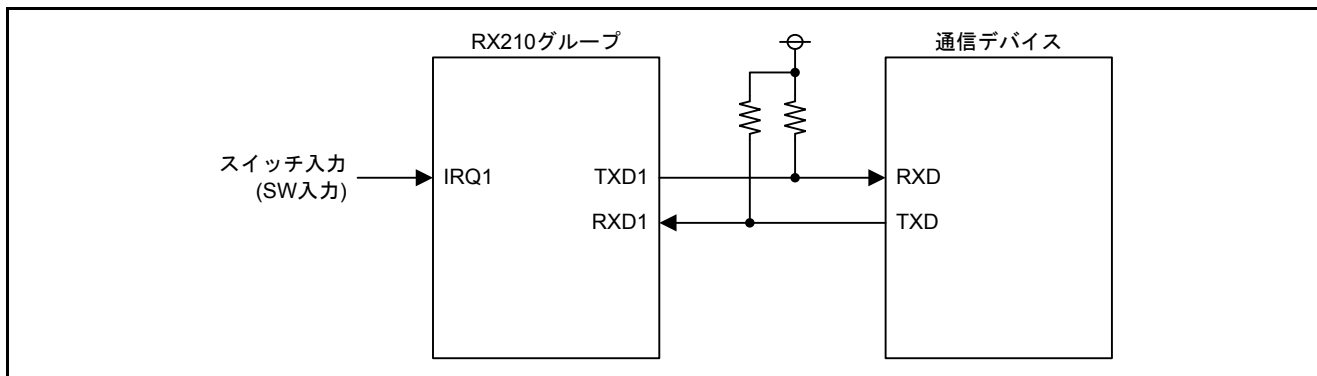 RX210グループ
通信デバイス
スイッチ入力
(SW入力)
IRQ1
TXD1
RXD
RXD1
TXD